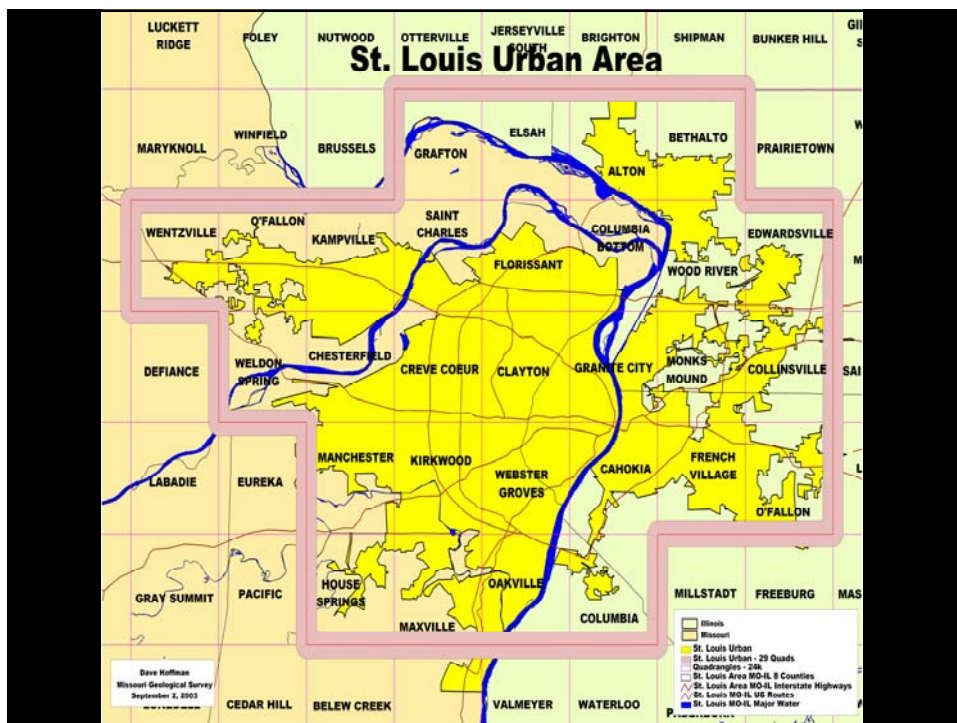 LUCKETT
RIDGE
FOLEY
NUTWOOD
OTTERVILLE
JERSEYVILLE
SOUTH
BRIGHTON
SHIPMAN
BUNKER HILL
St. Louis Urban Area
MARYKNOLL
WINFIELD
BRUSSELS
GRAFTON
ELSAH
ALTON
BETHALTO
PRAIRIETOWN
WENTZVILLE
O'FALLON
KAMPVILLE
SAINT
CHARLES
FLORISSANT
COLUMBIA
BOTTOM
WOOD RIVER
EDWARDSVILLE
DEFIANCE
WELDON
SPRING
CHESTERFIELD
CREVE COEUR
CLAYTON
GRANITE CITY
MONKS
MOUND
COLLINSVILLE
LABADIE
EUREKA
MANCHESTER
KIRKWOOD
WEBSTER
GROVES
CAHOKIA
FRENCH
VILLAGE
O'FALLON
GRAY SUMMIT
PACIFIC
HOUSE
SPRINGS
MAXVILLE
OAKVILLE
COLUMBIA
MILLSTADT
FREEBURG
CEDAR HILL
BELEW CREEK
VALMEYER
WATERLOO
Dave Hoffman
Missouri Geological Survey
September 2, 2003
Illinois
Missouri
St. Louis Urban
St. Louis Urban - 29 Quads
Quadrangles - 24k
St. Louis Area MO-IL 8 Counties
St. Louis Area MO-IL Interstate Highways
St. Louis MO-IL US Routes
St. Louis MO-IL Major Water